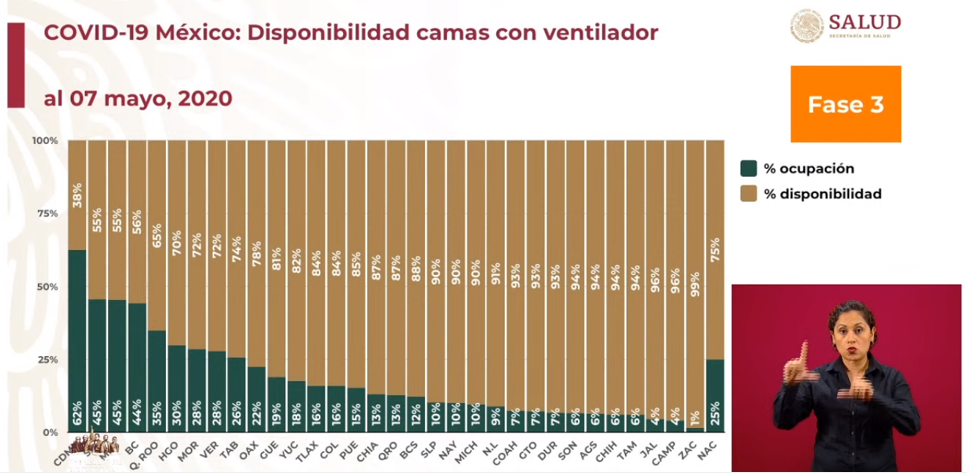 COVID-19 México: Disponibilidad camas con ventilador
al 07 mayo, 2020
SALUD
SECRETARÍA DE SALUD
Fase 3
% ocupación
% disponibilidad
100%
75%
50%
25%
0%
38% 55% 55% 56% 65% 70% 72% 72% 74% 78% 81% 82% 84% 84% 85% 87% 87% 88% 90% 90% 90% 91% 93% 93% 93% 94% 94% 94% 94% 96% 96% 99% 75%
62% 45% 45% 44% 35% 30% 28% 28% 26% 22% 19% 18% 16% 16% 15% 13% 13% 12% 10% 10% 10% 9% 7% 7% 7% 6% 6% 6% 6% 4% 4% 1% 25%
BC Q. ROO HGO MOR VER TAB OAX GUE YUC TLAX COL PUE CHIA QRO BCS SLP NAY MICH N.L COAH GTO DUR SON AGS CHIH TAM JAL CAMP ZAC NAC